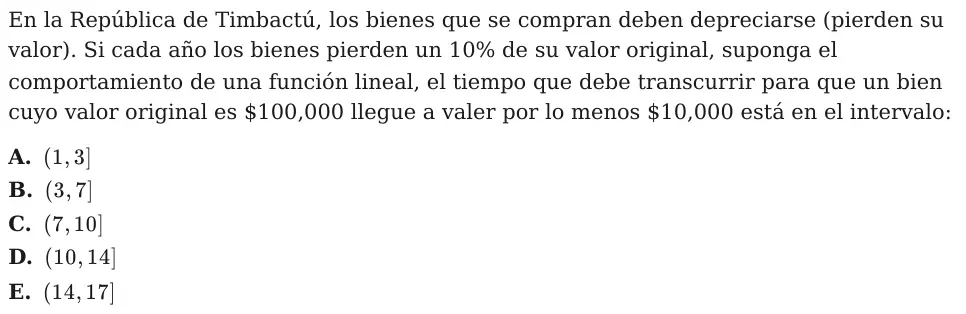 En la República de Timbactú, los bienes que se compran deben depreciarse (pierden su
valor). Si cada año los bienes pierden un 10% de su valor original, suponga el
comportamiento de una función lineal, el tiempo que debe transcurrir para que un bien
cuyo valor original es $100,000 llegue a valer por lo menos $10,000 está en el intervalo:
A. (1, 3]
B. (3, 7]
C. (7, 10]
D. (10, 14]
E. (14, 17]